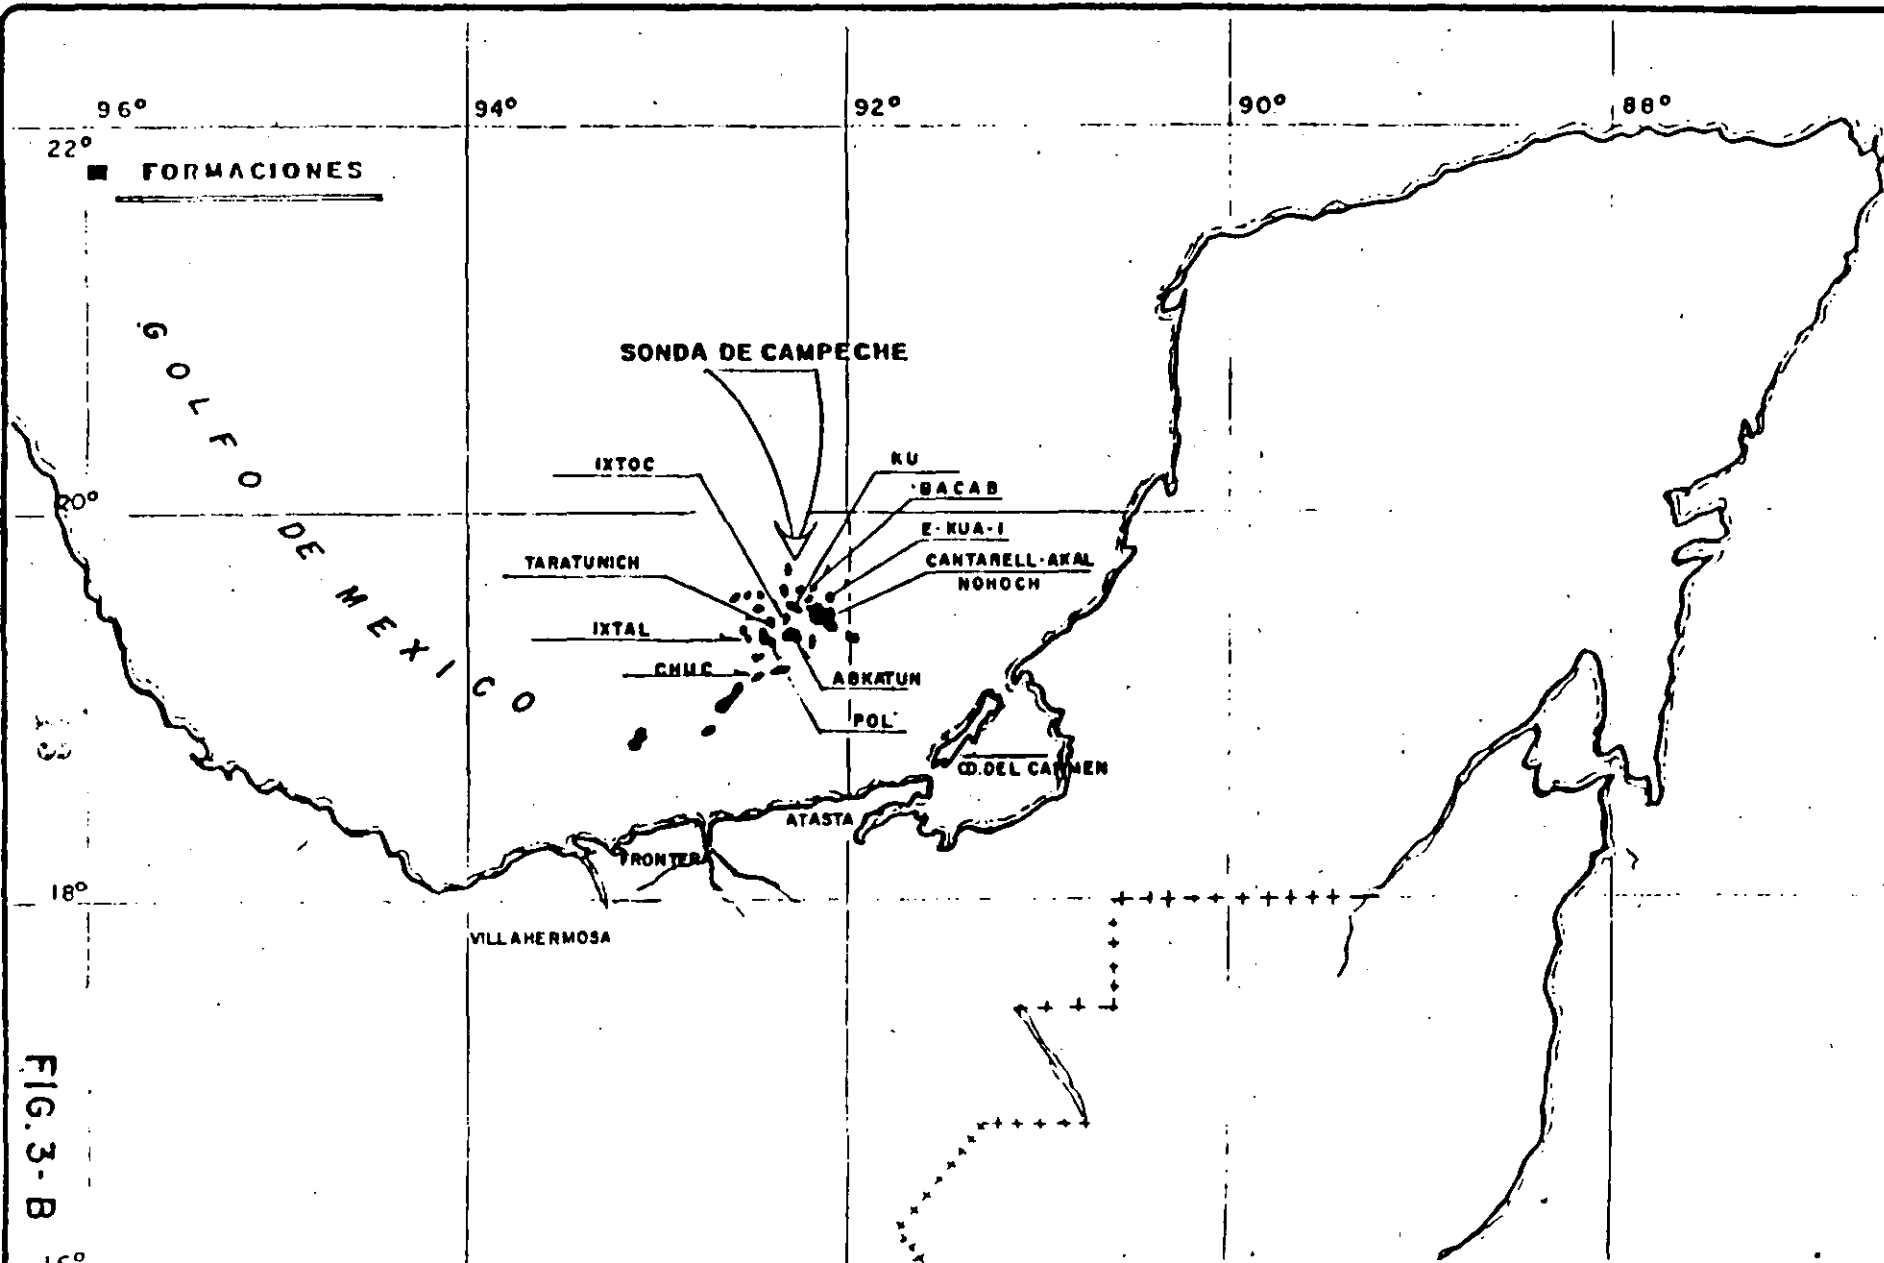 96° 94° 92° 90° 88°
22°
FORMACIONES
GOLFO DE MEXICO
SONDA DE CAMPECHE
IXTOC
KU
BACAB
20°
E-KUA-I
TARATUNICH
CANTARELL-AKAL
NOHOCH
IXTAL
CHUC
ABKATUN
POL
CD.DEL CARMEN
ATASTA
FRONTERA
18°
VILLAHERMOSA
FIG.3-B